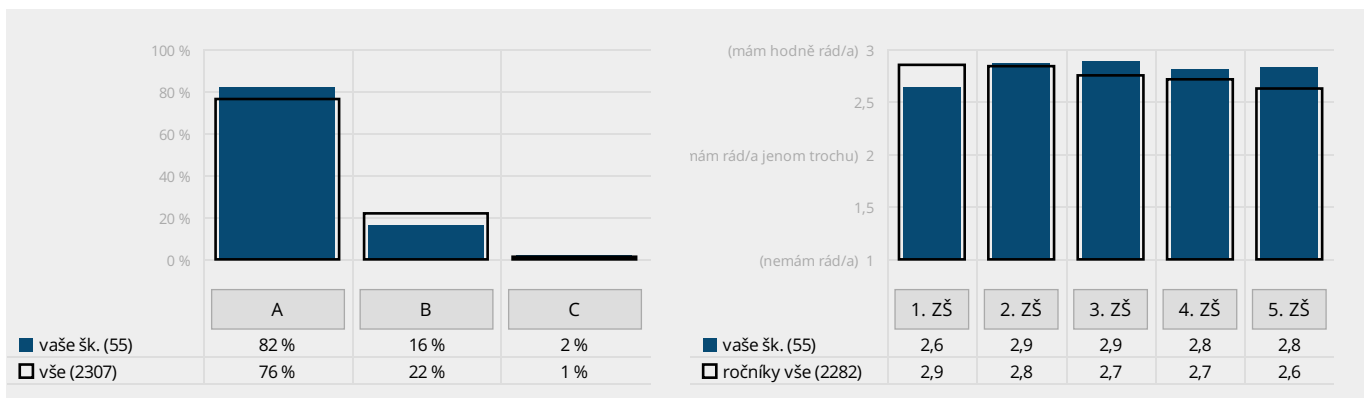 100 %
80 %
60 %
40 %
20 %
0 %
A B C
vaše šk. (55) 82 % 16 % 2 %
vše (2307) 76 % 22 % 1 %
(mám hodně rád/a) 3
2,5
nám rád/a jenom trochu) 2
1,5
(nemám rád/a) 1
1. ZŠ 2. ZŠ 3. ZŠ 4. ZŠ 5. ZŠ
vaše šk. (55) 2,6 2,9 2,9 2,8 2,8
ročníky vše (2282) 2,9 2,8 2,7 2,7 2,6